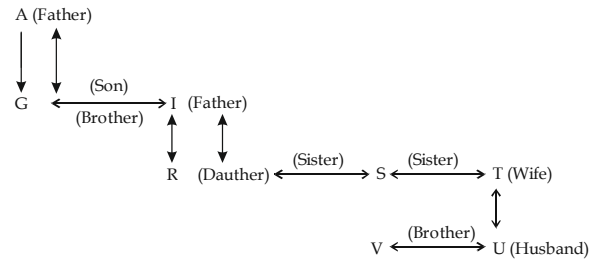 A (Father)
(Son)
G I (Father)
(Brother)
(Sister) (Sister)
R (Dauther) S T (Wife)
(Brother)
V U (Husband)